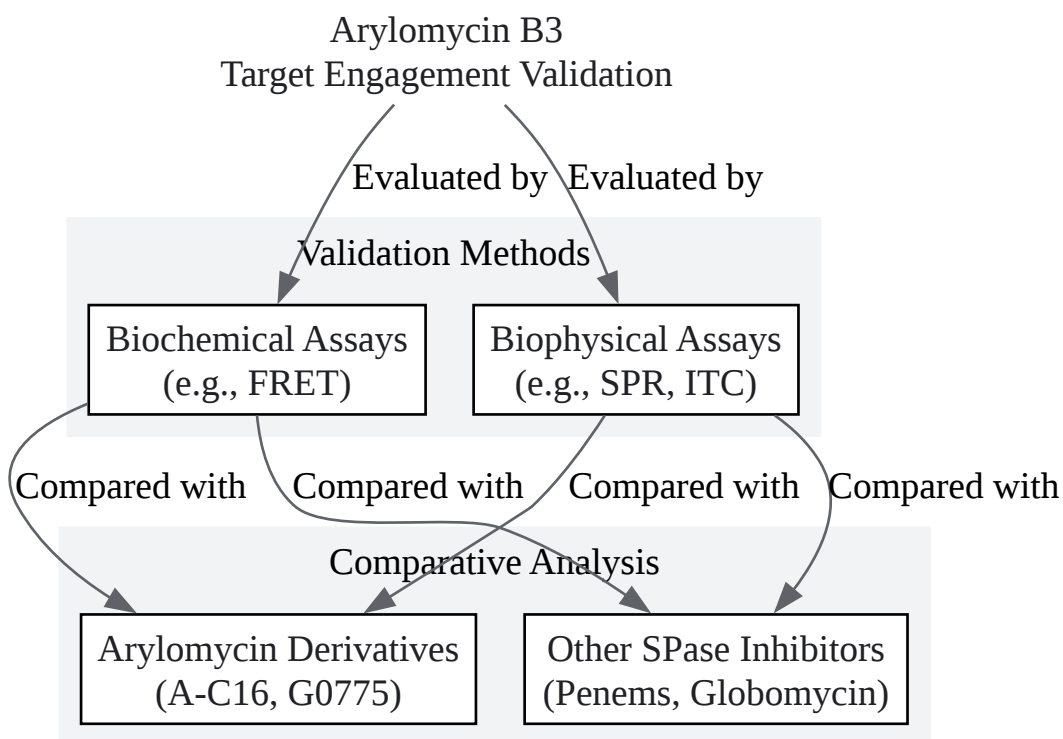 Arylomycin B3
Target Engagement Validation
Evaluated by
Evaluated by
Validation Methods
Biochemical Assays
(e.g., FRET)
Biophysical Assays
(e.g., SPR, ITC)
Compared with
Compared with
Compared with
Compared with
Comparative Analysis
Arylomycin Derivatives
(A-C16, G0775)
Other SPase Inhibitors
(Penems, Globomycin)